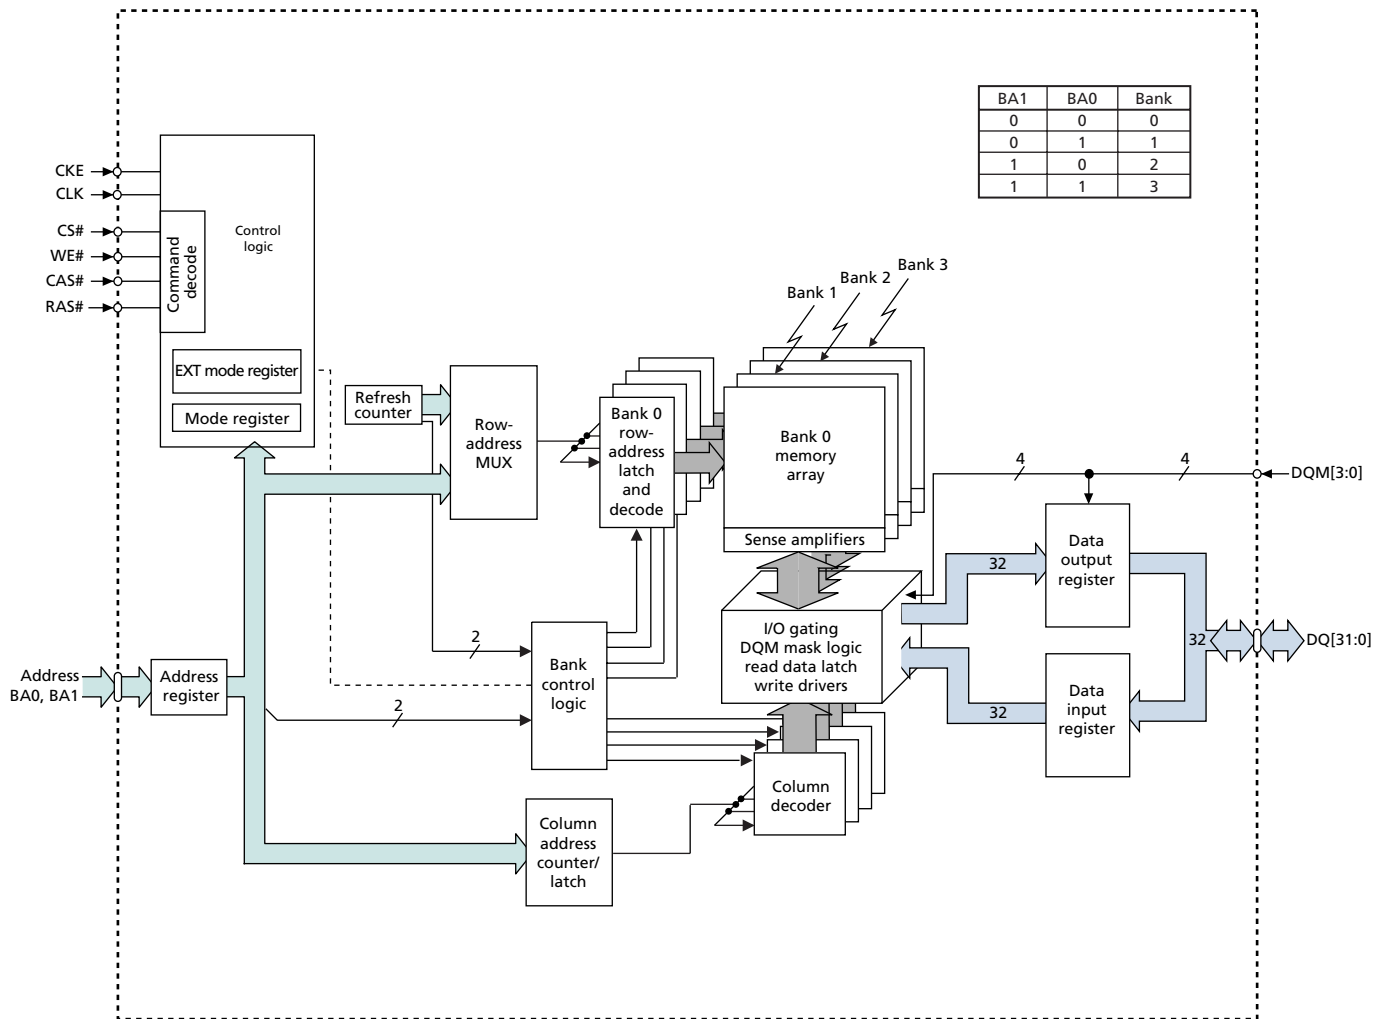 BA1 BA0 Bank
0 0 0
0 1 1
1 0 2
1 1 3
CKE
CLK
CS#
WE#
CAS#
RAS#
Control
logic
Command
decode
EXT mode register
Mode register
Bank 1
Bank 2
Bank 3
Refresh
counter
Row-
address
MUX
Bank 0
row-
address
latch
and
decode
Bank 0
memory
array
Sense amplifiers
4
4
DQM[3:0]
Data
output
register
32
I/O gating
DQM mask logic
read data latch
write drivers
32
DQ[31:0]
2
Bank
control
logic
Address
BA0, BA1
Address
register
2
32
Data
input
register
Column
decoder
Column
address
counter/
latch